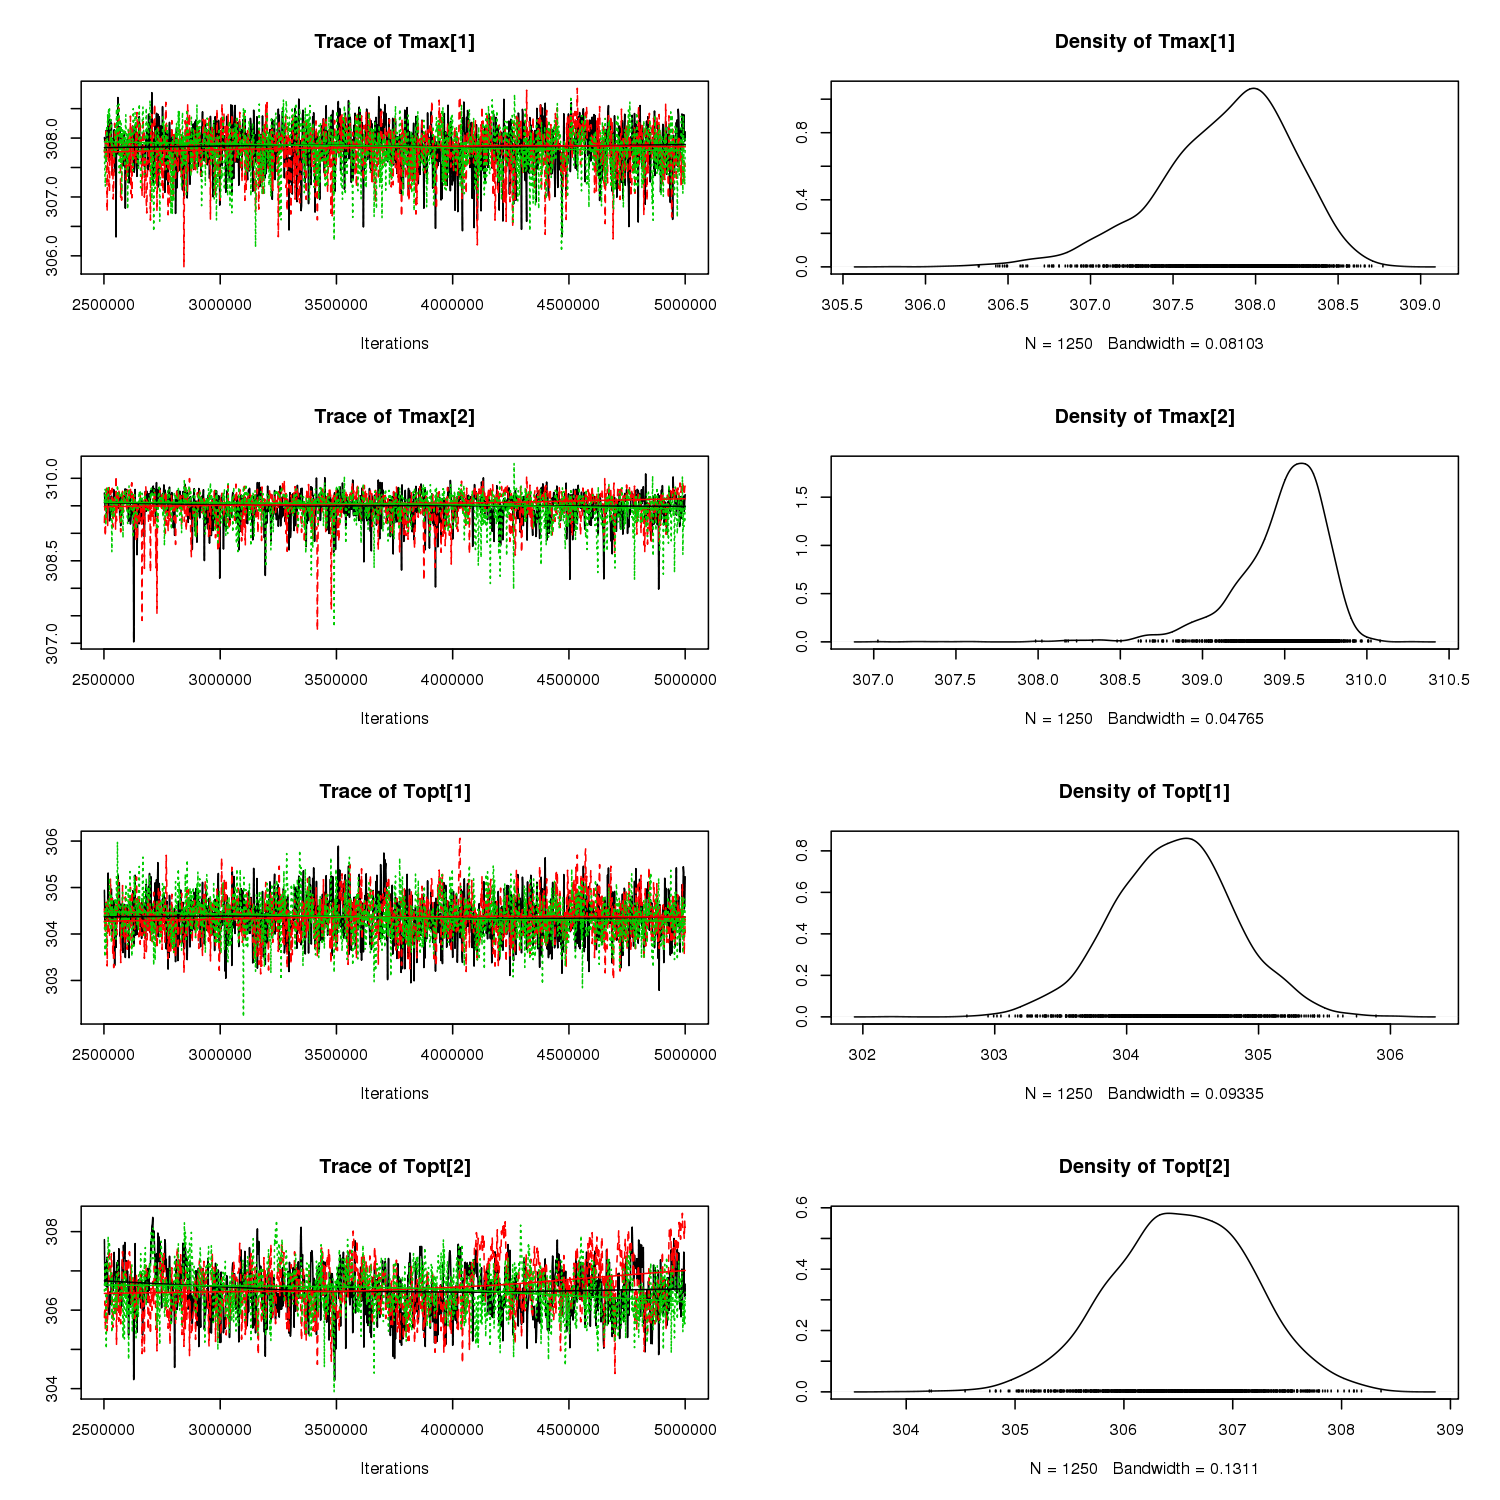 Trace of Tmax[1]
306.0 307.0 308.0
2500000 3000000 3500000 4000000 4500000 5000000
Iterations
Density of Tmax[1]
0.0 0.4 0.8
305.5 306.0 306.5 307.0 307.5 308.0 308.5 309.0
N = 1250 Bandwidth = 0.08103
Trace of Tmax[2]
307.0 308.5 310.0
2500000 3000000 3500000 4000000 4500000 5000000
Iterations
Density of Tmax[2]
0.0 0.5 1.0 1.5
307.0 307.5 308.0 308.5 309.0 309.5 310.0 310.5
N = 1250 Bandwidth = 0.04765
Trace of Topt[1]
303 304 305 306
2500000 3000000 3500000 4000000 4500000 5000000
Iterations
Density of Topt[1]
0.0 0.2 0.4 0.6 0.8
302 303 304 305 306
N = 1250 Bandwidth = 0.09335
Trace of Topt[2]
304 306 308
2500000 3000000 3500000 4000000 4500000 5000000
Iterations
Density of Topt[2]
0.0 0.2 0.4 0.6
304 305 306 307 308 309
N = 1250 Bandwidth = 0.1311